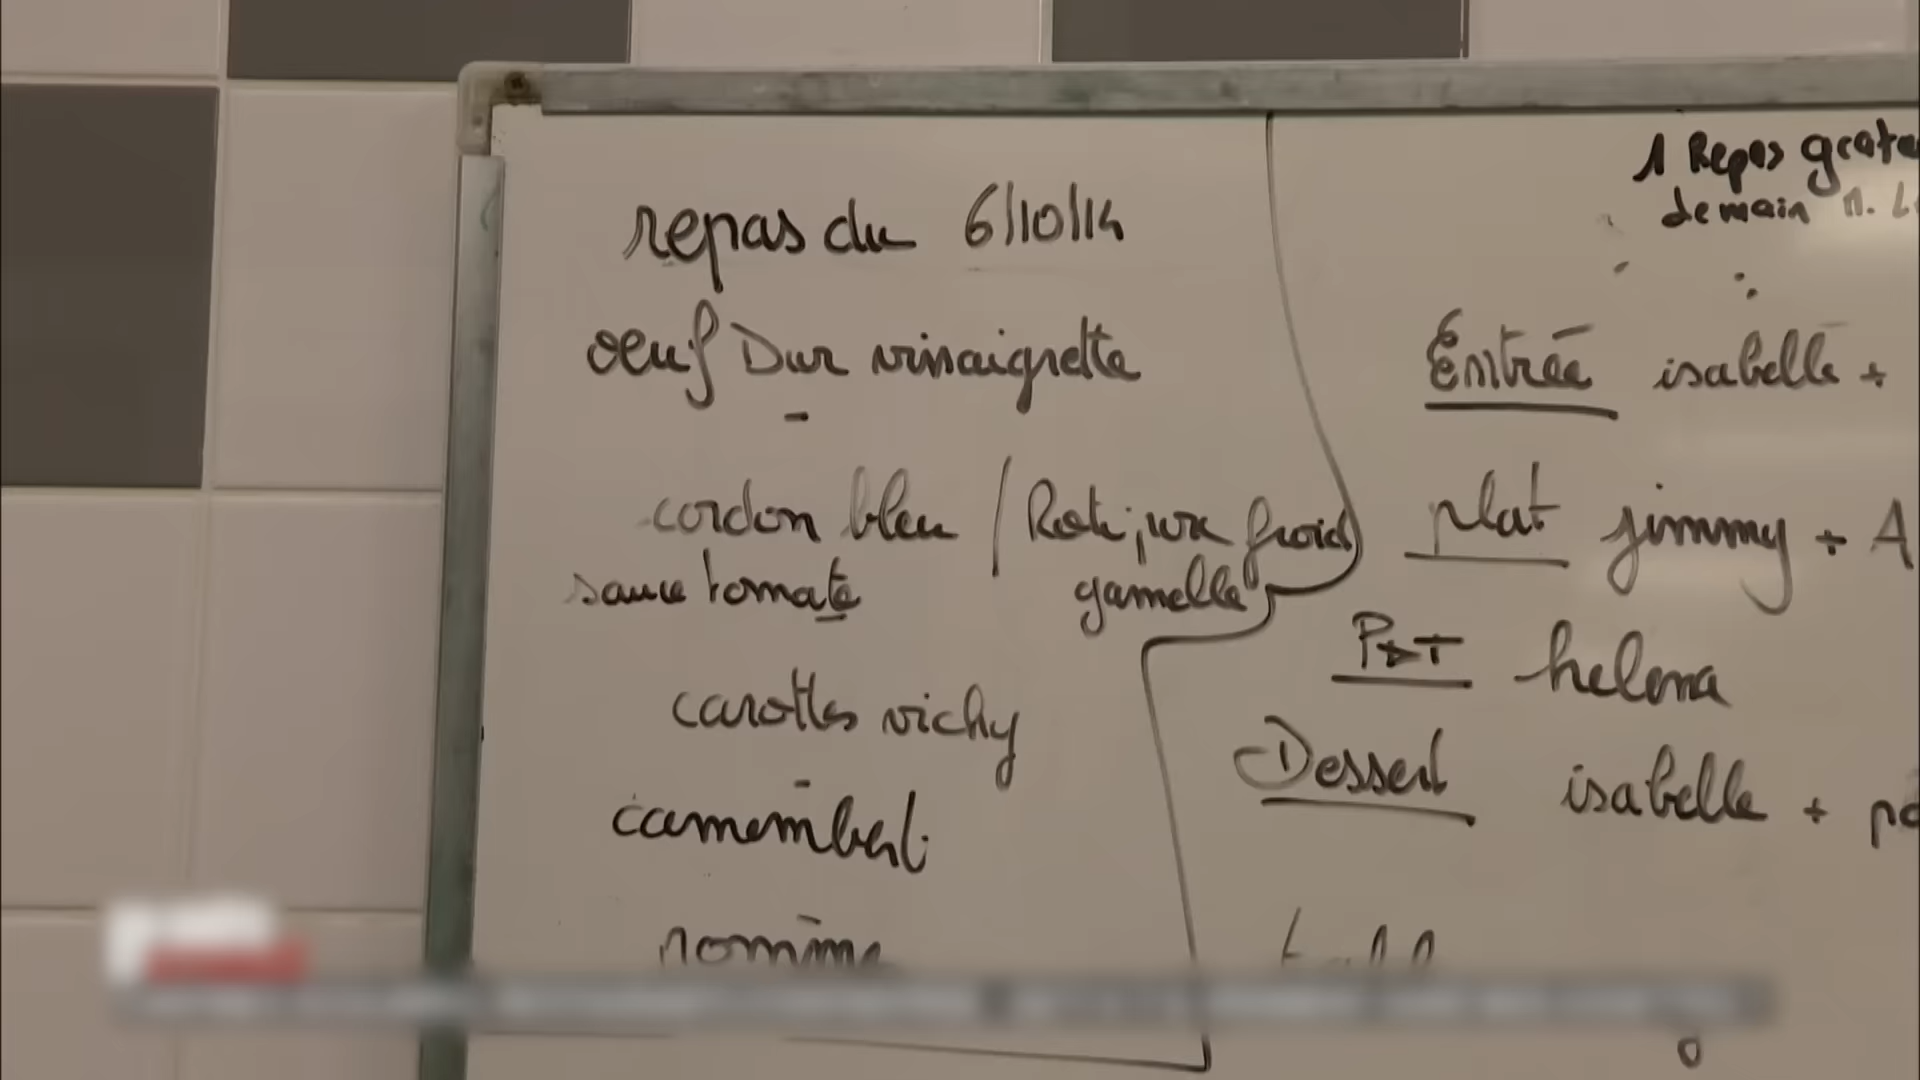 repas du 6/10/14
oeuf Dur vinaigrette
-
cordon bleu / Roti porc froid
sauce tomate gamelle
carottes vichy
-
camembert
1 Repas
demain
Entrée isabelle +
plat jimmy + A
PDT helena
Dessert isabelle +